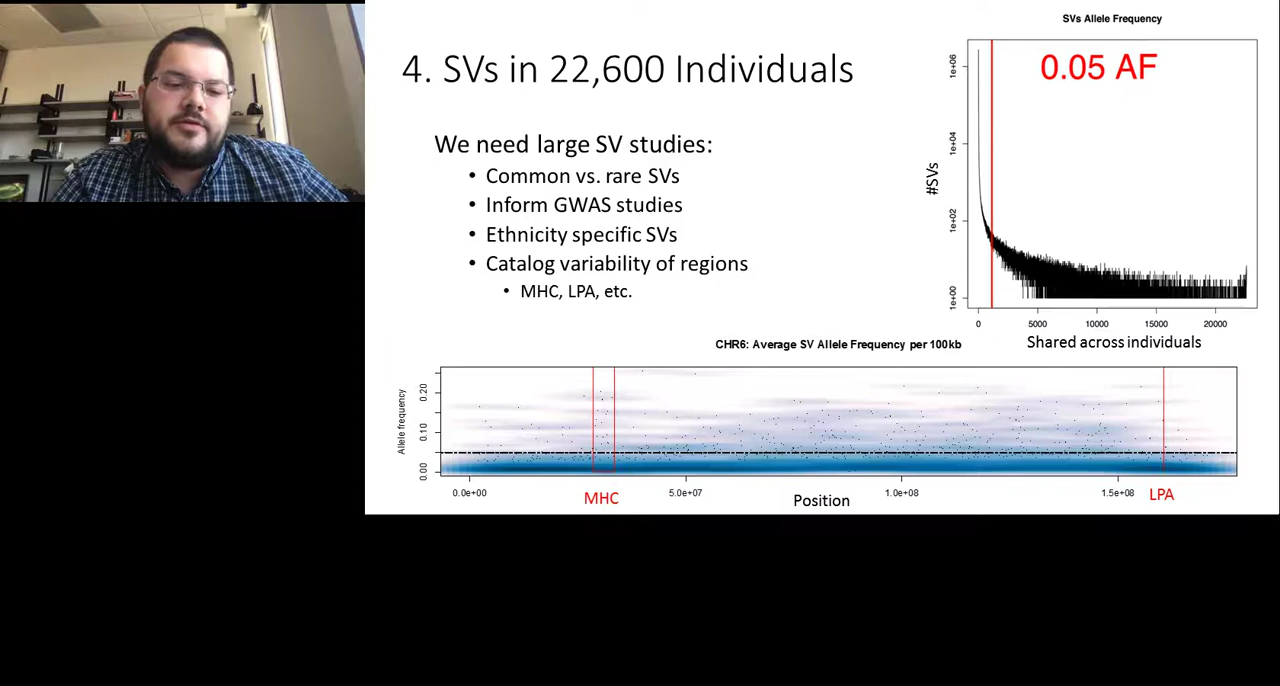 4. SVs in 22,600 Individuals
We need large SV studies:
• Common vs. rare SVs
• Inform GWAS studies
• Ethnicity specific SVs
• Catalog variability of regions
• MHC, LPA, etc.
SVs Allele Frequency
0.05 AF
#SVs
1e+06
1e+04
1e+02
1e+00
0 5000 10000 15000 20000
Shared across individuals
CHR6: Average SV Allele Frequency per 100kb
Allele frequency
0.20
0.10
0.00
0.0e+00 5.0e+07 1.0e+08 1.5e+08
MHC
Position
LPA